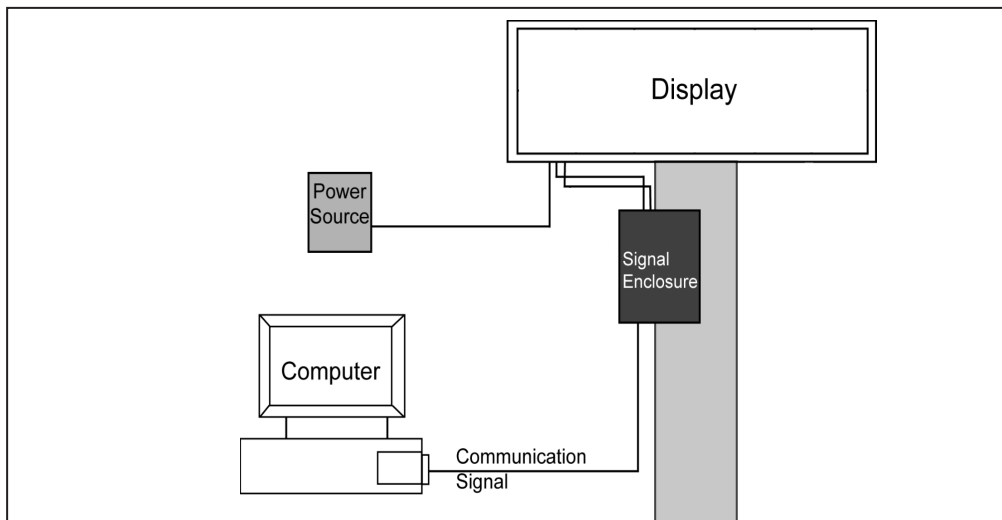 Display
Power
Source
Signal
Enclosure
Computer
Communication
Signal